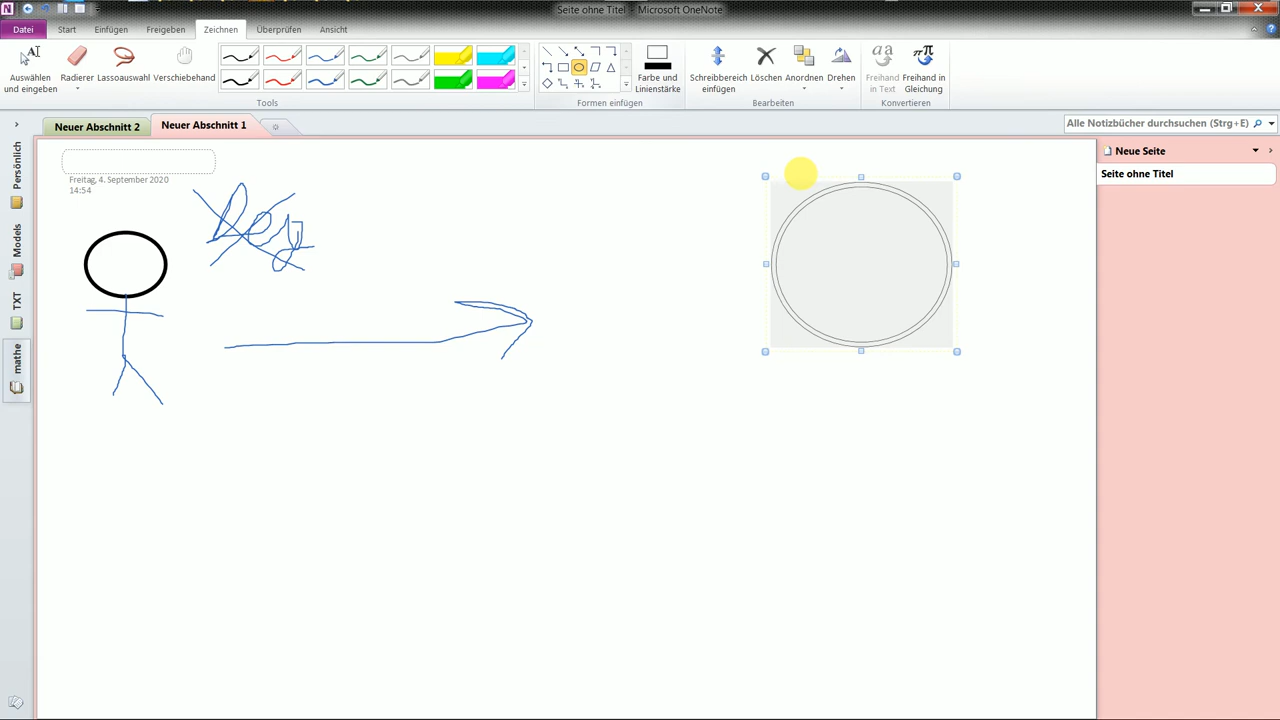 Seite ohne Titel - Microsoft OneNote
Datei Start Einfügen Freigeben Zeichnen Überprüfen Ansicht
Auswählen und eingeben
Radierer
Lassoauswahl
Verschiebehand
Farbe und Linienstärke
Schreibbereich einfügen
Löschen
Anordnen
Drehen
Freihand in Text
Freihand in Gleichung
Tools
Formen einfügen
Bearbeiten
Konvertieren
Neuer Abschnitt 2
Neuer Abschnitt 1
Alle Notizbücher durchsuchen (Strg+E)
Persönlich
Models
TXT
mathe
Freitag, 4. September 2020
14:54
Neue Seite
Seite ohne Titel